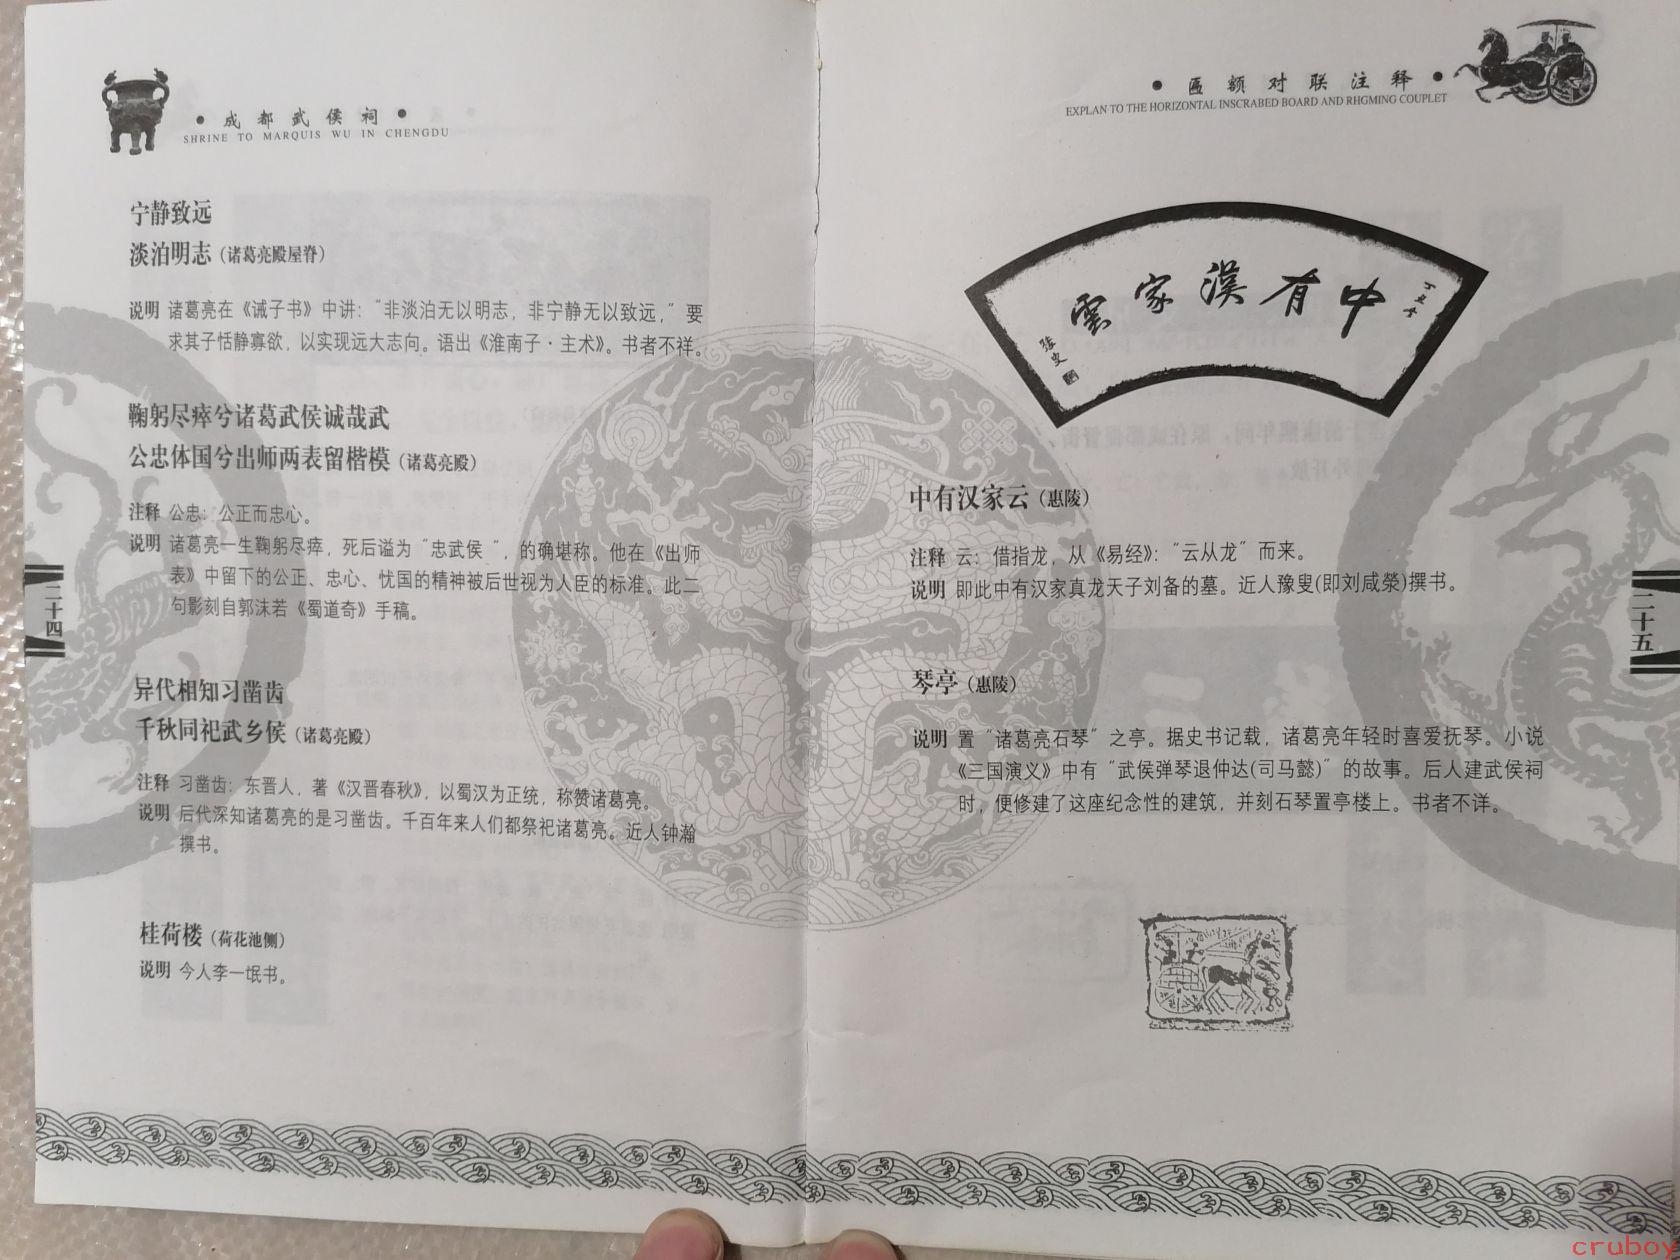 成都武侯祠
SHRINE TO MARQUIS WU IN CHENGDU
宁静致远
淡泊明志（诸葛亮殿屋脊）
说明 诸葛亮在《诫子书》中讲：“非淡泊无以明志，非宁静无以致远，”要
求其子恬静寡欲，以实现远大志向。语出《淮南子·主术》。书者不祥。
鞠躬尽瘁兮诸葛武侯诚哉武
公忠体国兮出师两表留楷模（诸葛亮殿）
注释 公忠：公正而忠心。
说明 诸葛亮一生鞠躬尽瘁，死后谥为“忠武侯“，的确堪称。他在《出师
表》中留下的公正、忠心、忧国的精神被后世视为人臣的标准。此二
句影刻自郭沫若《蜀道奇》手稿。
异代相知习凿齿
千秋同祀武乡侯（诸葛亮殿）
注释 习凿齿：东晋人，著《汉晋春秋》，以蜀汉为正统，称赞诸葛亮。
说明 后代深知诸葛亮的是习凿齿。千百年来人们都祭祀诸葛亮。近人钟瀚
撰书。
桂荷楼（荷花池侧）
说明 今人李一氓书。
二十四
匾额对联注释
EXPLAN TO THE HORIZONTAL INSCRABED BOARD AND RHGMING COUPLET
雲家漢有中
中有汉家云（惠陵）
注释 云：借指龙，从《易经》：“云从龙”而来。
说明 即此中有汉家真龙天子刘备的墓。近人豫叟(即刘咸滎)撰书。
琴亭（惠陵）
说明 置“诸葛亮石琴”之亭。据史书记载，诸葛亮年轻时喜爱抚琴。小说
《三国演义》中有“武侯弹琴退仲达(司马懿)”的故事。后人建武侯祠
时，便修建了这座纪念性的建筑，并刻石琴置亭楼上。书者不详。
二十五
cruboy